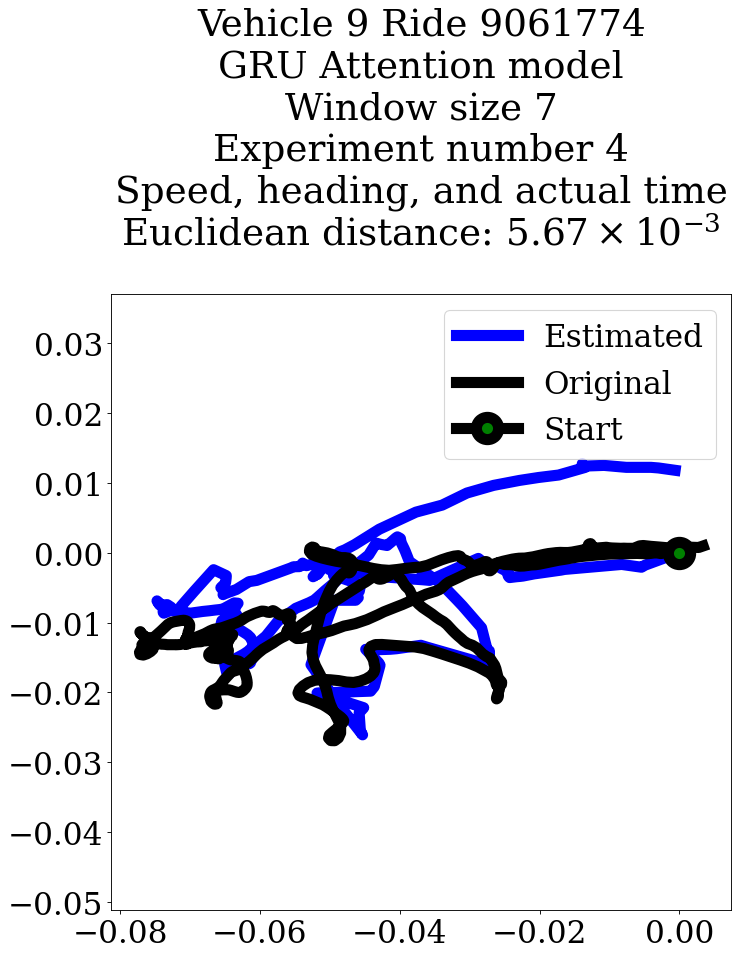 Vehicle 9 Ride 9061774
GRU Attention model
Window size 7
Experiment number 4
Speed, heading, and actual time
Euclidean distance: 5.67 × 10⁻³
Estimated
Original
Start
0.03
0.02
0.01
0.00
−0.01
−0.02
−0.03
−0.04
−0.05
−0.08
−0.06
−0.04
−0.02
0.00